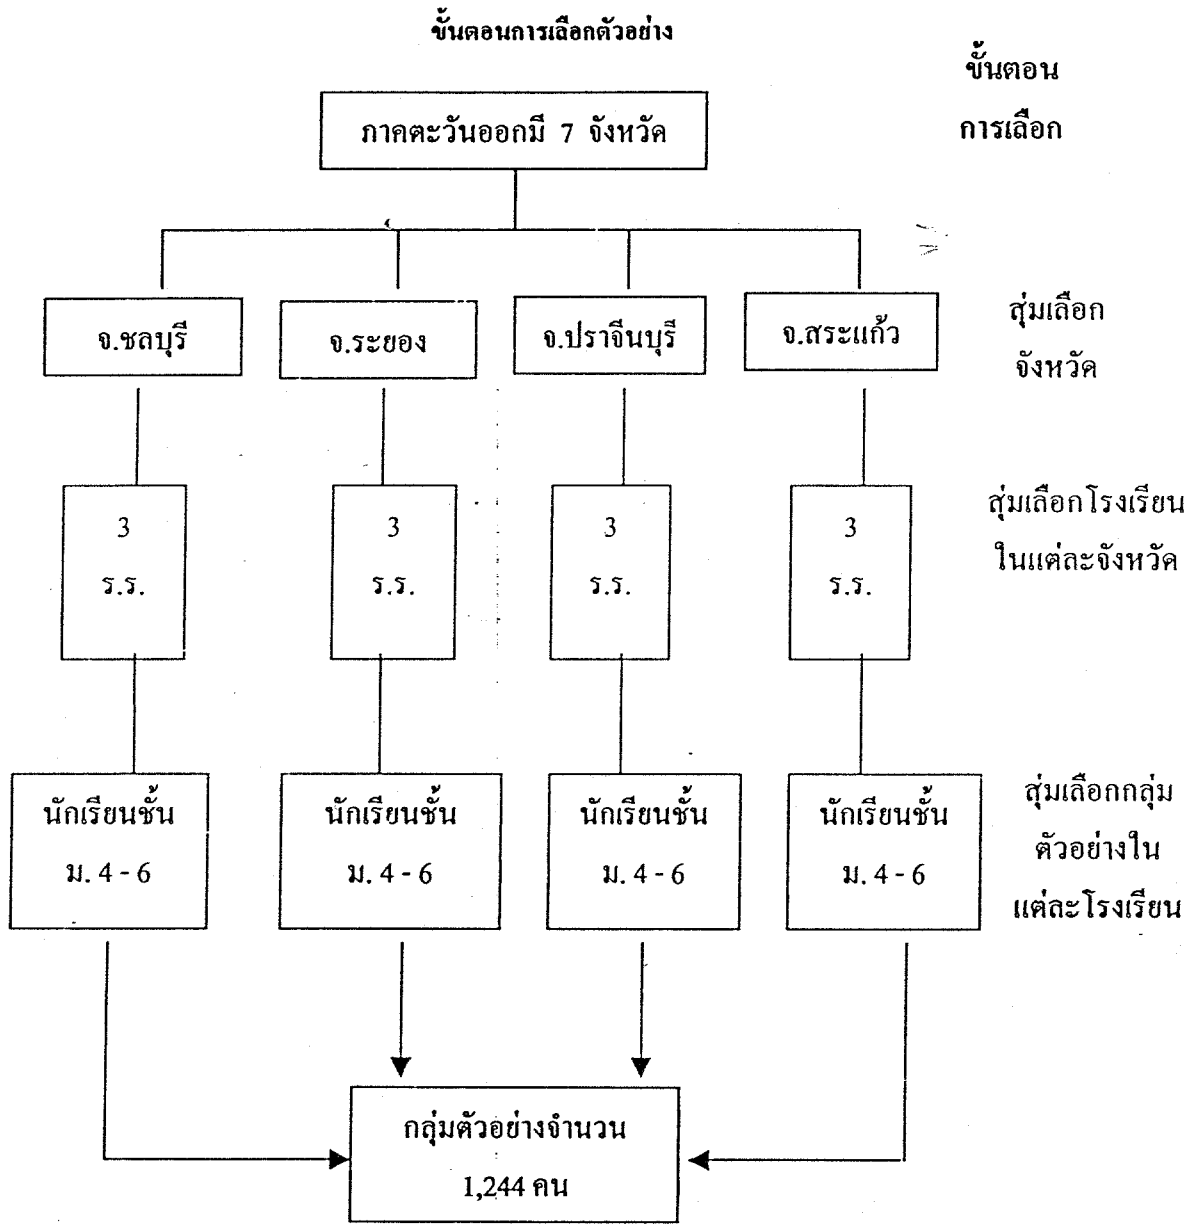 ขั้นตอนการเลือกตัวอย่าง
ขั้นตอน
การเลือก
ภาคตะวันออกมี 7 จังหวัด
จ.ชลบุรี
จ.ระยอง
จ.ปราจีนบุรี
จ.สระแก้ว
สุ่มเลือก
จังหวัด
3
ร.ร.
3
ร.ร.
3
ร.ร.
3
ร.ร.
สุ่มเลือกโรงเรียน
ในแต่ละจังหวัด
นักเรียนชั้น
ม. 4 - 6
นักเรียนชั้น
ม. 4 - 6
นักเรียนชั้น
ม. 4 - 6
นักเรียนชั้น
ม. 4 - 6
สุ่มเลือกกลุ่ม
ตัวอย่างใน
แต่ละโรงเรียน
กลุ่มตัวอย่างจำนวน
1,244 คน